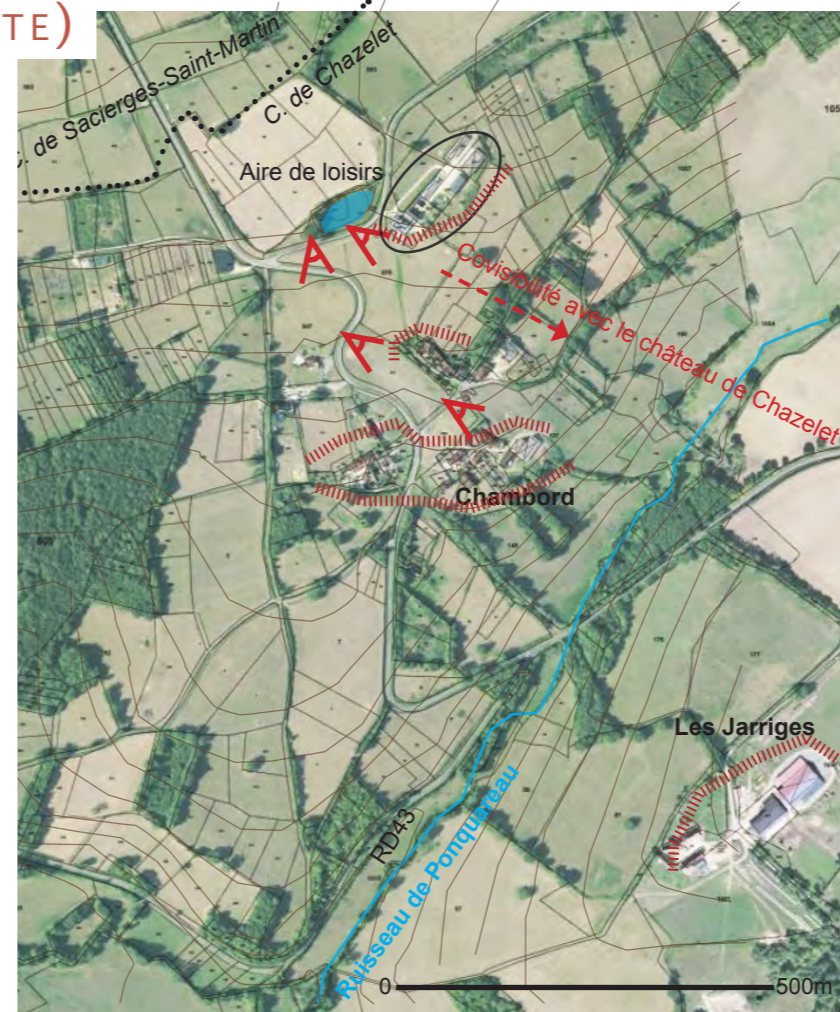 TE)
C. de Sacierges-Saint-Martin
C. de Chazelet
Aire de loisirs
Covisibilité avec le château de Chazelet
Chambord
Les Jarriges
RD43
Ruisseau de Ponquareau
0 500m